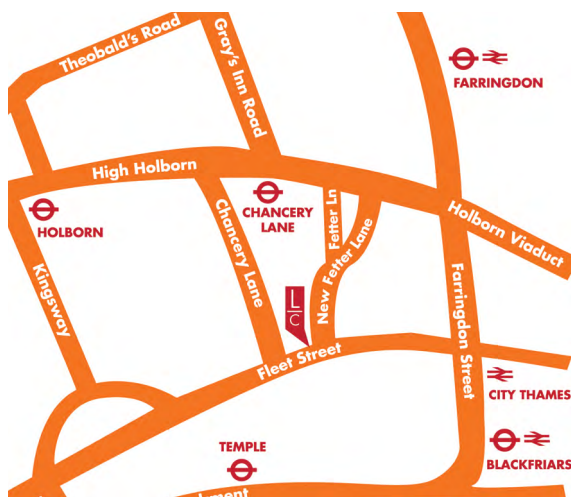 Theobald's Road
Gray's Inn Road
FARRINGDON
High Holborn
HOLBORN
Kingsway
Chancery Lane
CHANCERY
LANE
Fetter Ln
New Fetter Lane
Holborn Viaduct
Farringdon Street
L
C
Fleet Street
CITY THAMES
TEMPLE
BLACKFRIARS